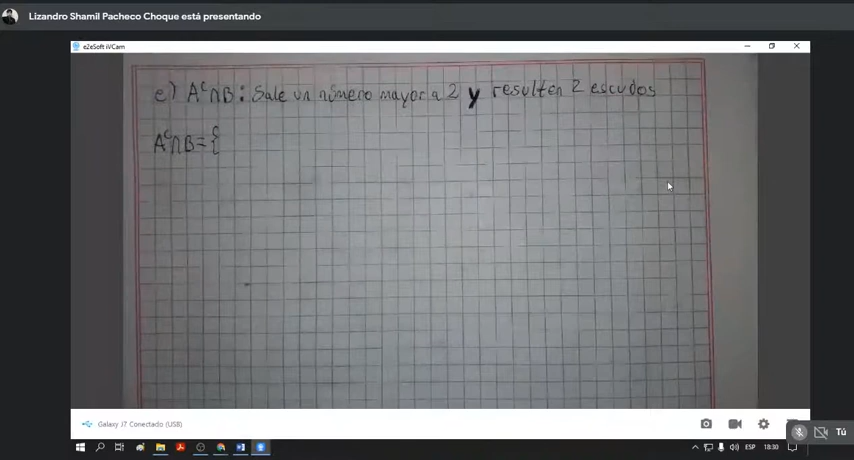 Lizandro Shamil Pacheco Choque está presentando
e2eSoft iVCam
e) Aᶜ∩B: Sale un número mayor a 2 y resulten 2 escudos
Aᶜ∩B={
Galaxy J7 Conectado (USB)
Tú
ESP
18:30